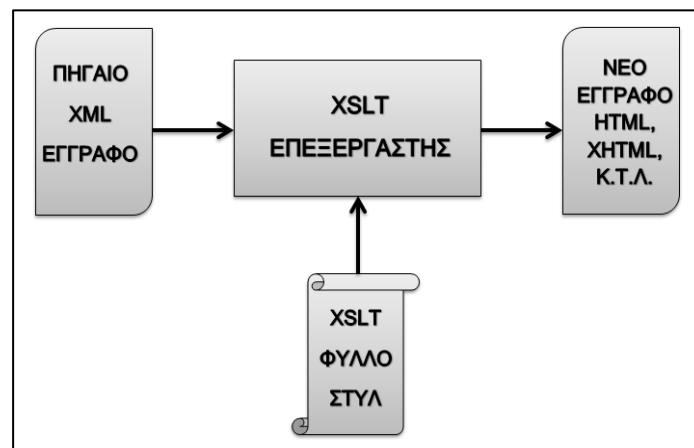 ΠΗΓΑΙΟ
XML
ΕΓΓΡΑΦΟ
XSLT
ΕΠΕΞΕΡΓΑΣΤΗΣ
ΝΕΟ
ΕΓΓΡΑΦΟ
HTML,
XHTML,
Κ.Τ.Λ.
XSLT
ΦΥΛΛΟ
ΣΤΥΛ